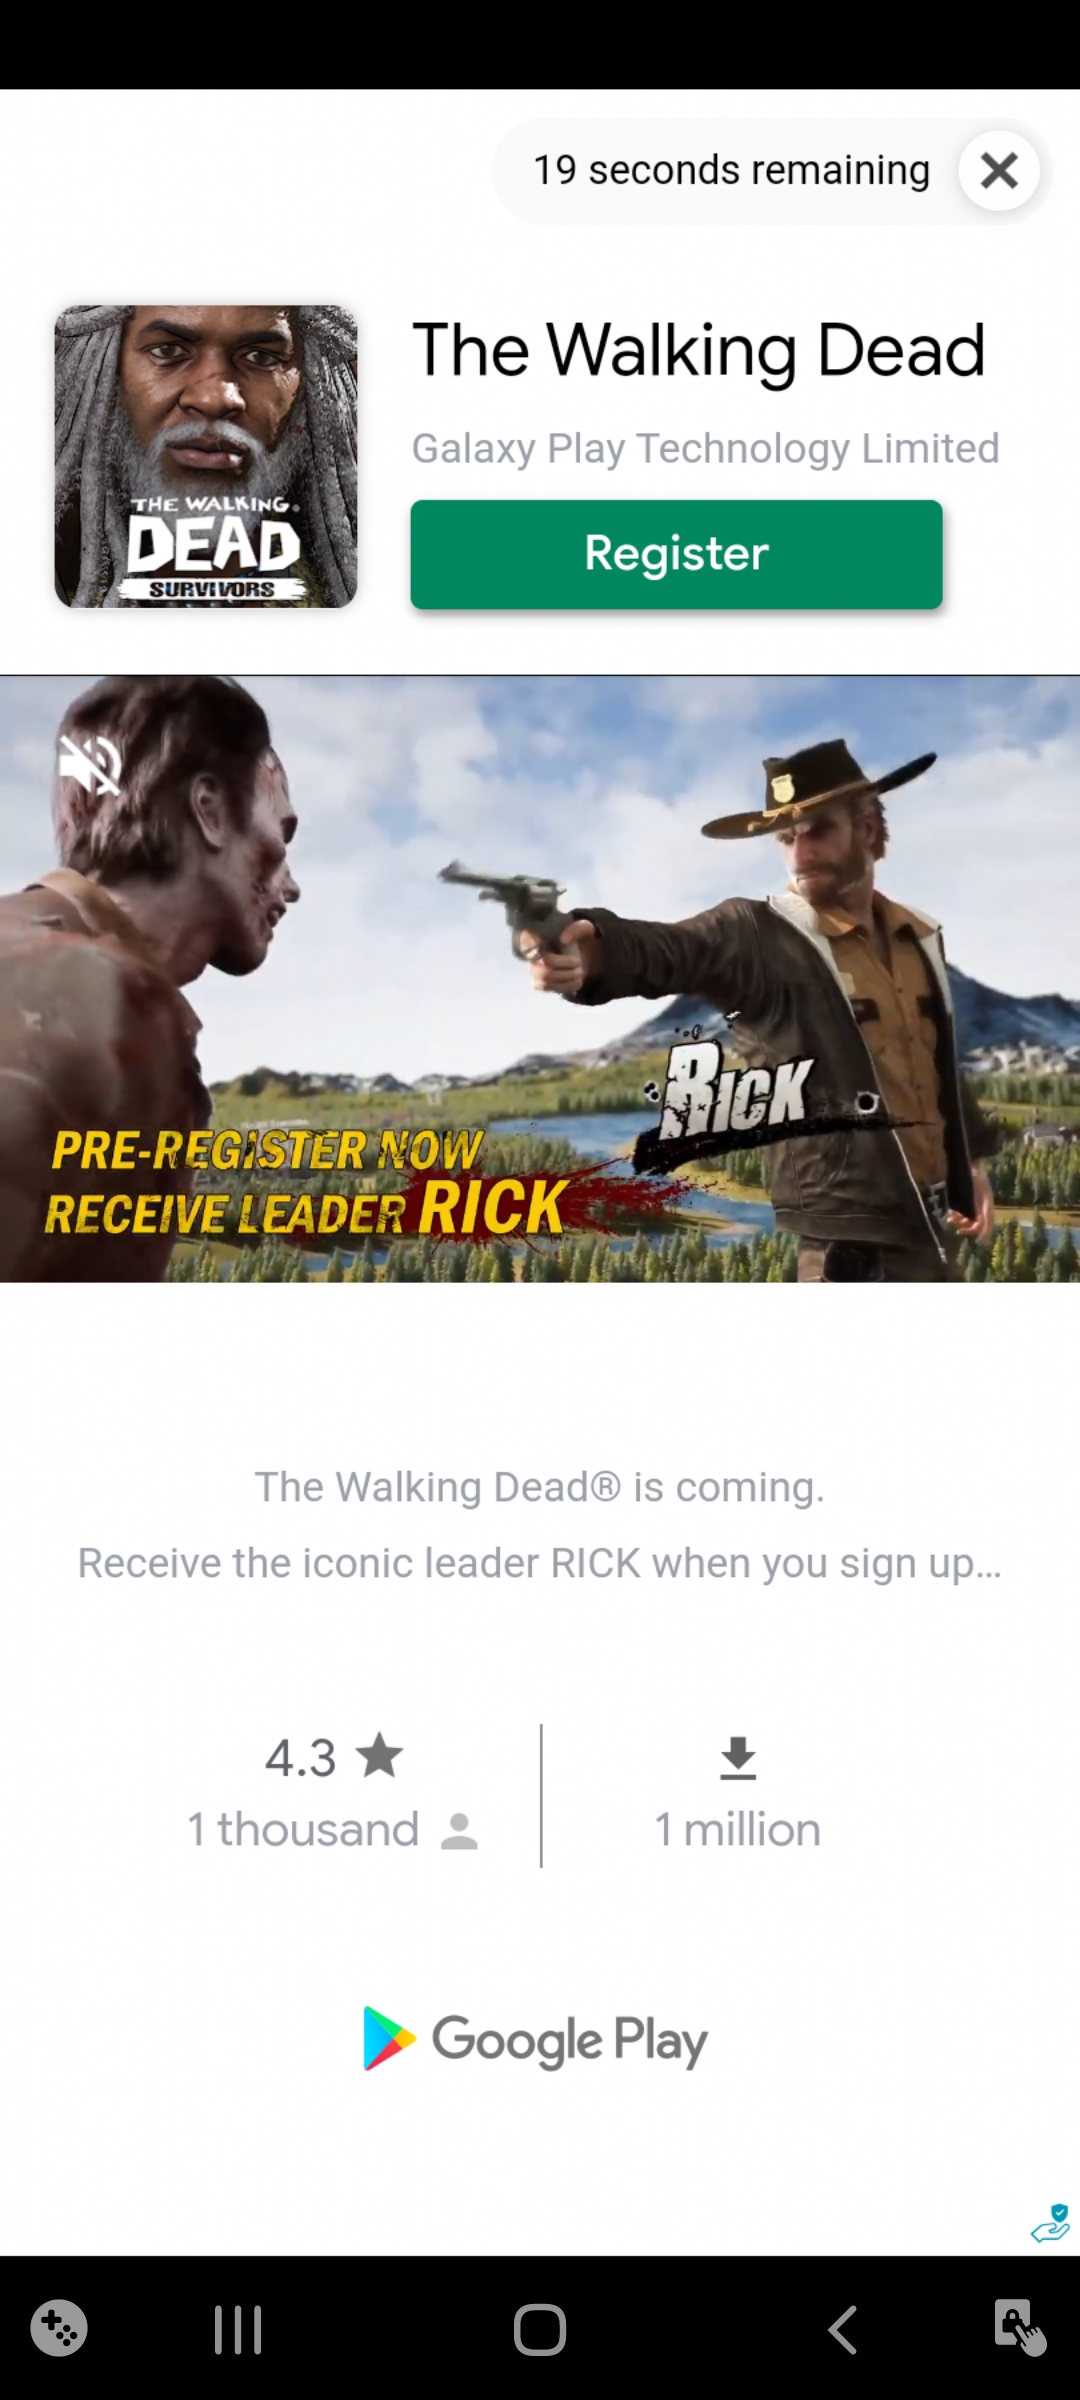 19 seconds remaining
The Walking Dead
Galaxy Play Technology Limited
THE WALKING
DEAD
SURVIVORS
Register
RICK
PRE-REGISTER NOW
RECEIVE LEADER RICK
The Walking Dead® is coming.
Receive the iconic leader RICK when you sign up...
4.3
1 thousand
1 million
Google Play